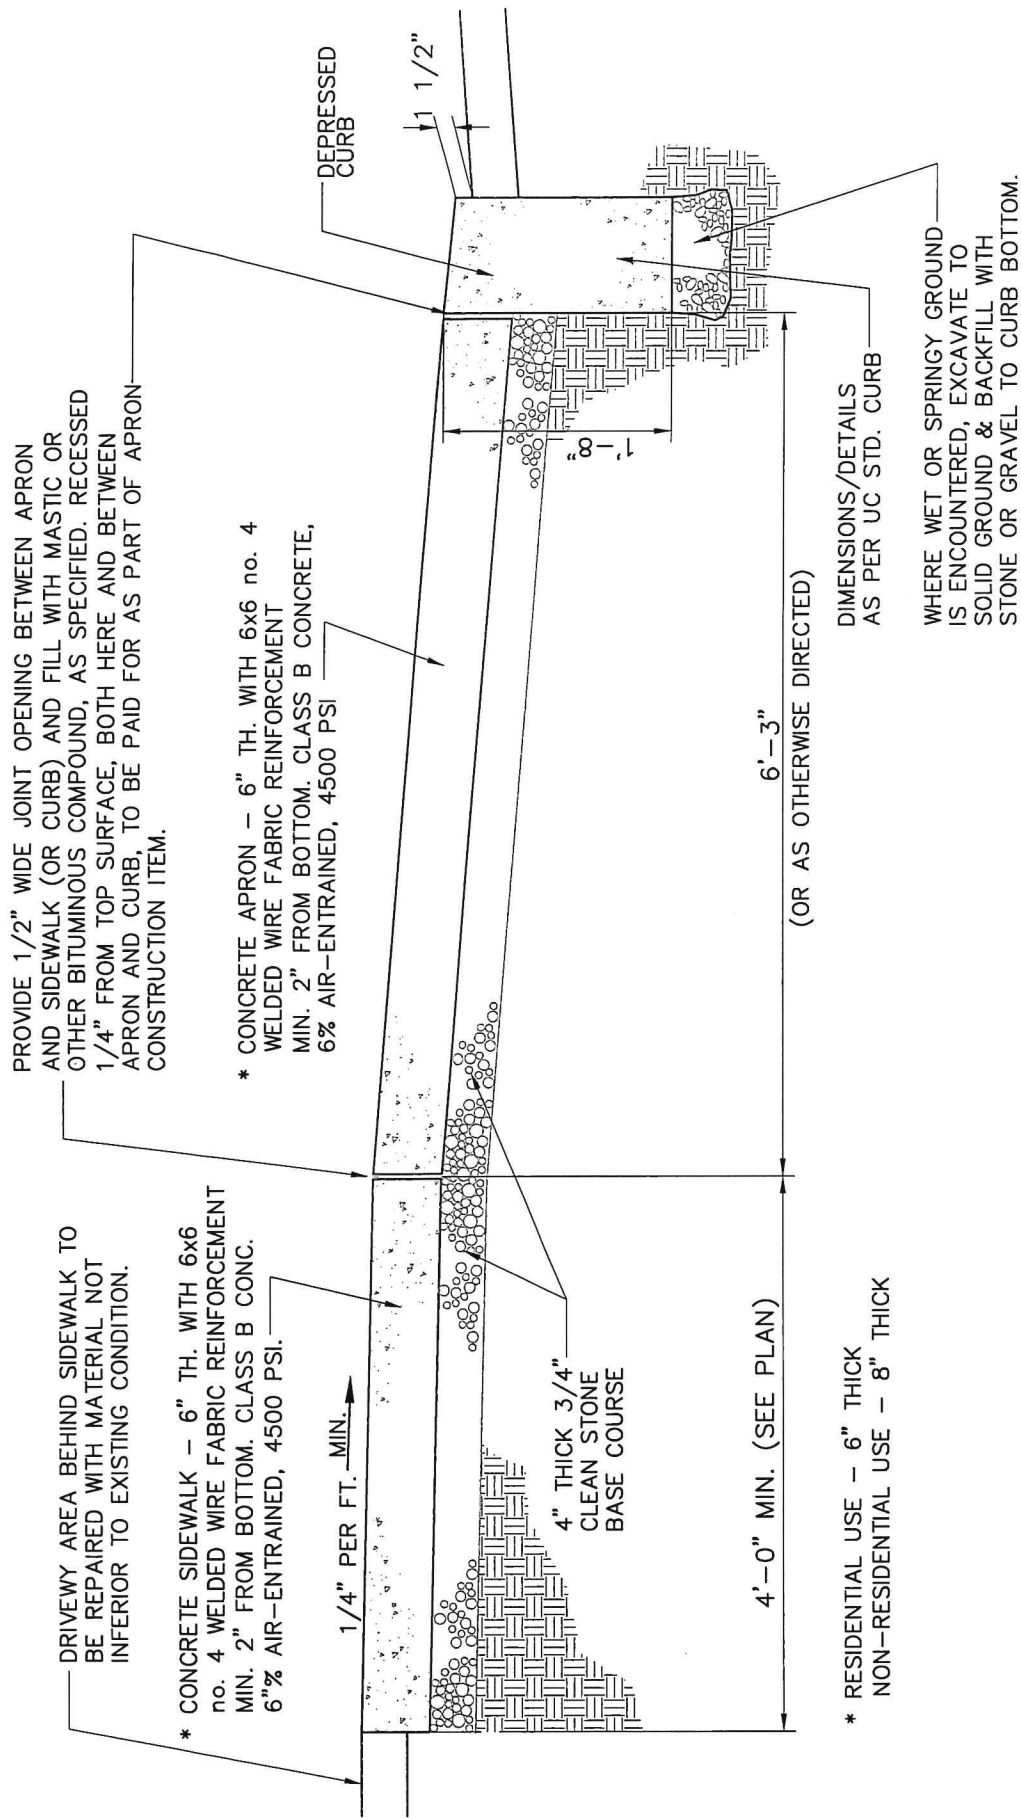 PROVIDE 1/2" WIDE JOINT OPENING BETWEEN APRON
AND SIDEWALK (OR CURB) AND FILL WITH MASTIC OR
OTHER BITUMINOUS COMPOUND, AS SPECIFIED. RECESSED
1/4" FROM TOP SURFACE, BOTH HERE AND BETWEEN
APRON AND CURB, TO BE PAID FOR AS PART OF APRON
CONSTRUCTION ITEM.
DRIVEWY AREA BEHIND SIDEWALK TO
BE REPAIRED WITH MATERIAL NOT
INFERIOR TO EXISTING CONDITION.
* CONCRETE SIDEWALK – 6" TH. WITH 6x6
no. 4 WELDED WIRE FABRIC REINFORCEMENT
MIN. 2" FROM BOTTOM. CLASS B CONC.
6"% AIR–ENTRAINED, 4500 PSI.
* CONCRETE APRON – 6" TH. WITH 6x6 no. 4
WELDED WIRE FABRIC REINFORCEMENT
MIN. 2" FROM BOTTOM. CLASS B CONCRETE,
6% AIR–ENTRAINED, 4500 PSI
DEPRESSED
CURB
1 1/2"
1/4" PER FT. MIN.
1'–8"
4" THICK 3/4"
CLEAN STONE
BASE COURSE
4'–0" MIN. (SEE PLAN)
6'–3"
(OR AS OTHERWISE DIRECTED)
DIMENSIONS/DETAILS
AS PER UC STD. CURB
WHERE WET OR SPRINGY GROUND
IS ENCOUNTERED, EXCAVATE TO
SOLID GROUND & BACKFILL WITH
STONE OR GRAVEL TO CURB BOTTOM.
* RESIDENTIAL USE – 6" THICK
NON–RESIDENTIAL USE – 8" THICK